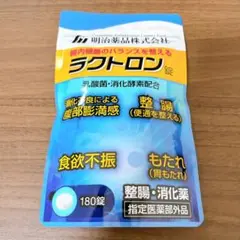 明治薬品株式会社
腸内細菌のバランスを整える
ラクトロン錠
乳酸菌・消化酵素配合
消化不良による
腹部膨満感
整腸
(便通を整える)
食欲不振
もたれ
(胃もたれ)
180錠
整腸・消化薬
指定医薬部外品